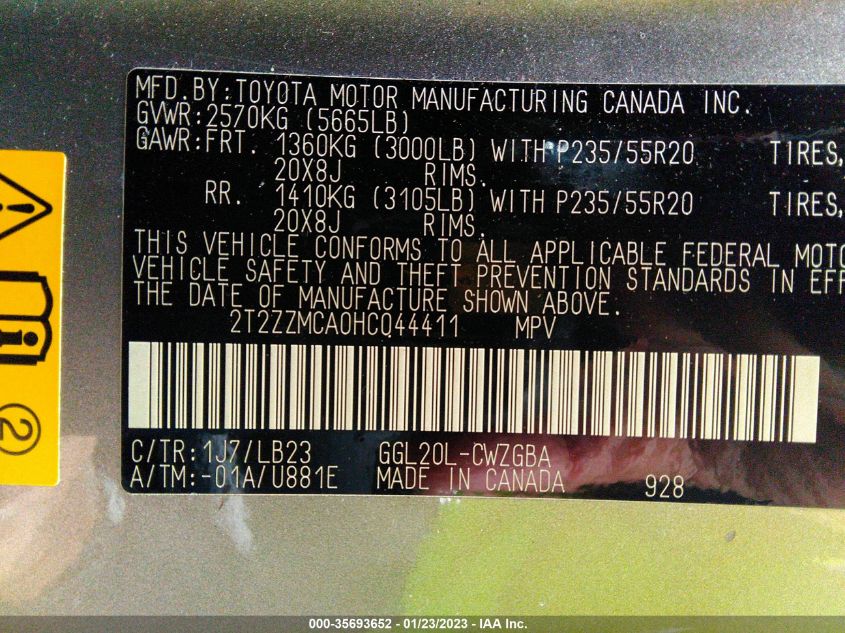 MFD.BY:TOYOTA MOTOR MANUFACTURING CANADA INC.
GVWR:2570KG (5665LB)
GAWR:FRT. 1360KG (3000LB) WITH P235/55R20 TIRES,
20X8J RIMS.
RR. 1410KG (3105LB) WITH P235/55R20 TIRES,
20X8J RIMS.
THIS VEHICLE CONFORMS TO ALL APPLICABLE FEDERAL MOTO
VEHICLE SAFETY AND THEFT PREVENTION STANDARDS IN EFF
THE DATE OF MANUFACTURE SHOWN ABOVE.
2T2ZZMCA0HC044411 MPV
C/TR:1J7/LB23 GGL20L-CWZGBA
A/TM:-01A/U881E MADE IN CANADA 928
2
000-35693652 / 01/23/2023 - IAA Inc.